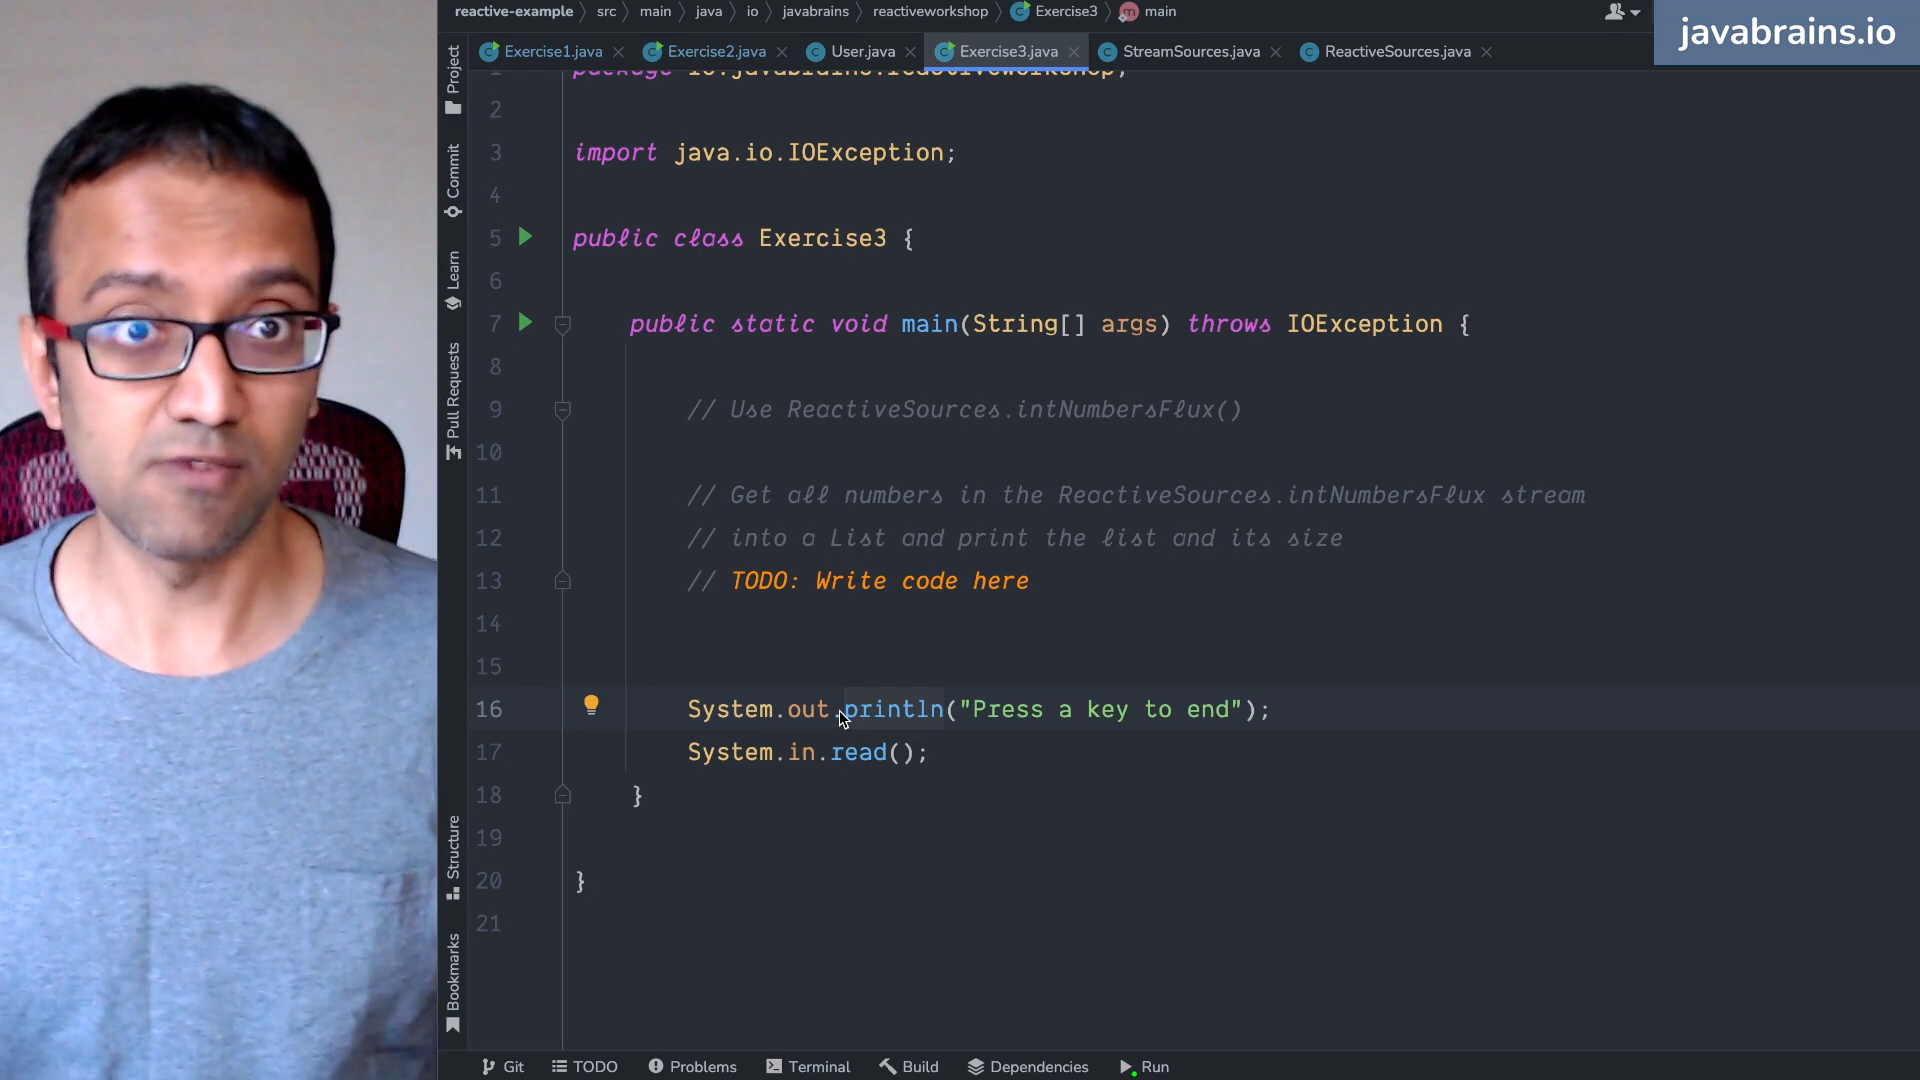 reactive-example src main java io javabrains reactiveworkshop Exercise3 main
javabrains.io
Exercise1.java Exercise2.java User.java Exercise3.java StreamSources.java ReactiveSources.java
Project
Commit
Learn
Pull Requests
Structure
Bookmarks
1 package io.javabrains.reactiveworkshop;
2
3 import java.io.IOException;
4
5 public class Exercise3 {
6
7 public static void main(String[] args) throws IOException {
8
9 // Use ReactiveSources.intNumbersFlux()
10
11 // Get all numbers in the ReactiveSources.intNumbersFlux stream
12 // into a List and print the list and its size
13 // TODO: Write code here
14
15
16 System.out.println("Press a key to end");
17 System.in.read();
18 }
19
20 }
21
Git TODO Problems Terminal Build Dependencies Run